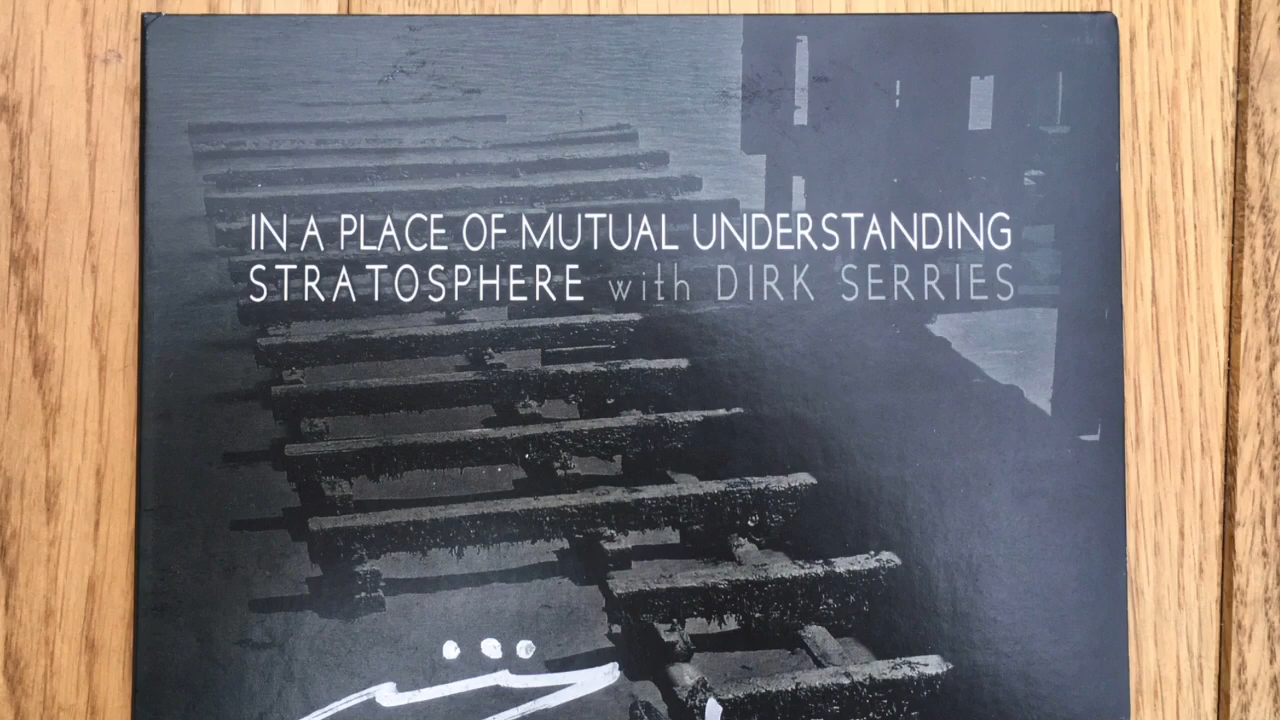 IN A PLACE OF MUTUAL UNDERSTANDING
STRATOSPHERE with DIRK SERRIES